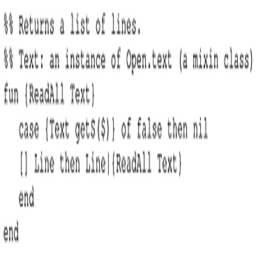 %% Returns a list of lines.
%% Text: an instance of Open.text (a mixin class)
fun {ReadAll Text}
   case {Text getS($)} of false then nil
   [] Line then Line|{ReadAll Text}
   end
end